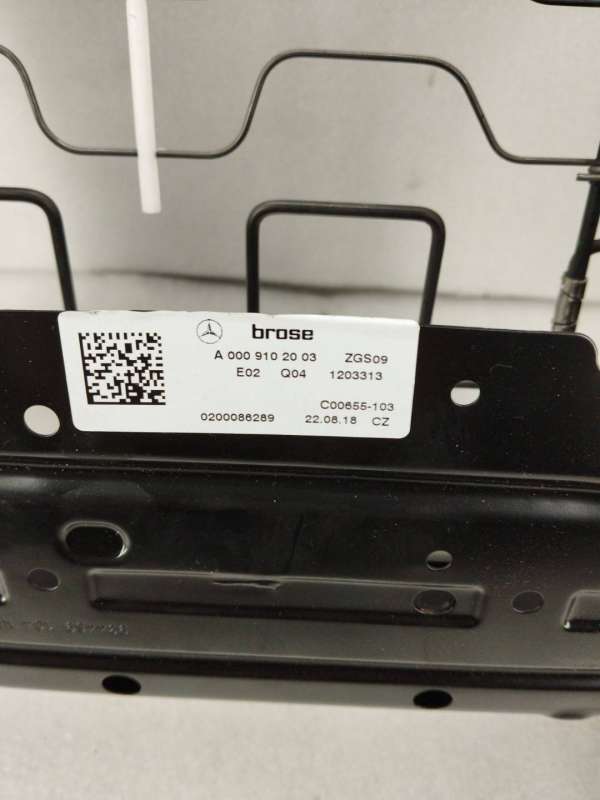 brose
A 000 910 20 03 ZGS09
E02 Q04 1203313
C00655-103
0200086289 22.08.18 CZ